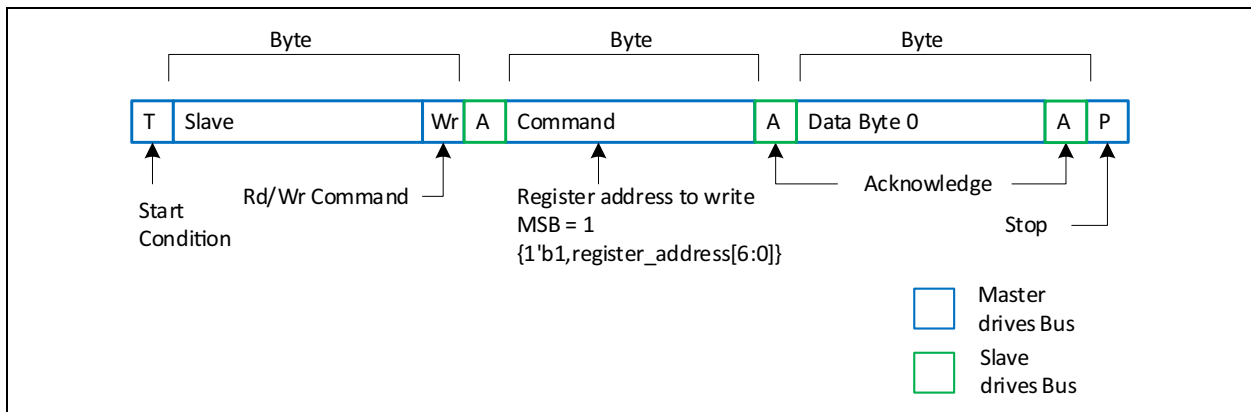 Byte Byte Byte
T Slave Wr A Command A Data Byte 0 A P
Rd/Wr Command
Start
Condition
Register address to write
MSB = 1
{1'b1,register_address[6:0]}
Acknowledge
Stop
Master
drives Bus
Slave
drives Bus